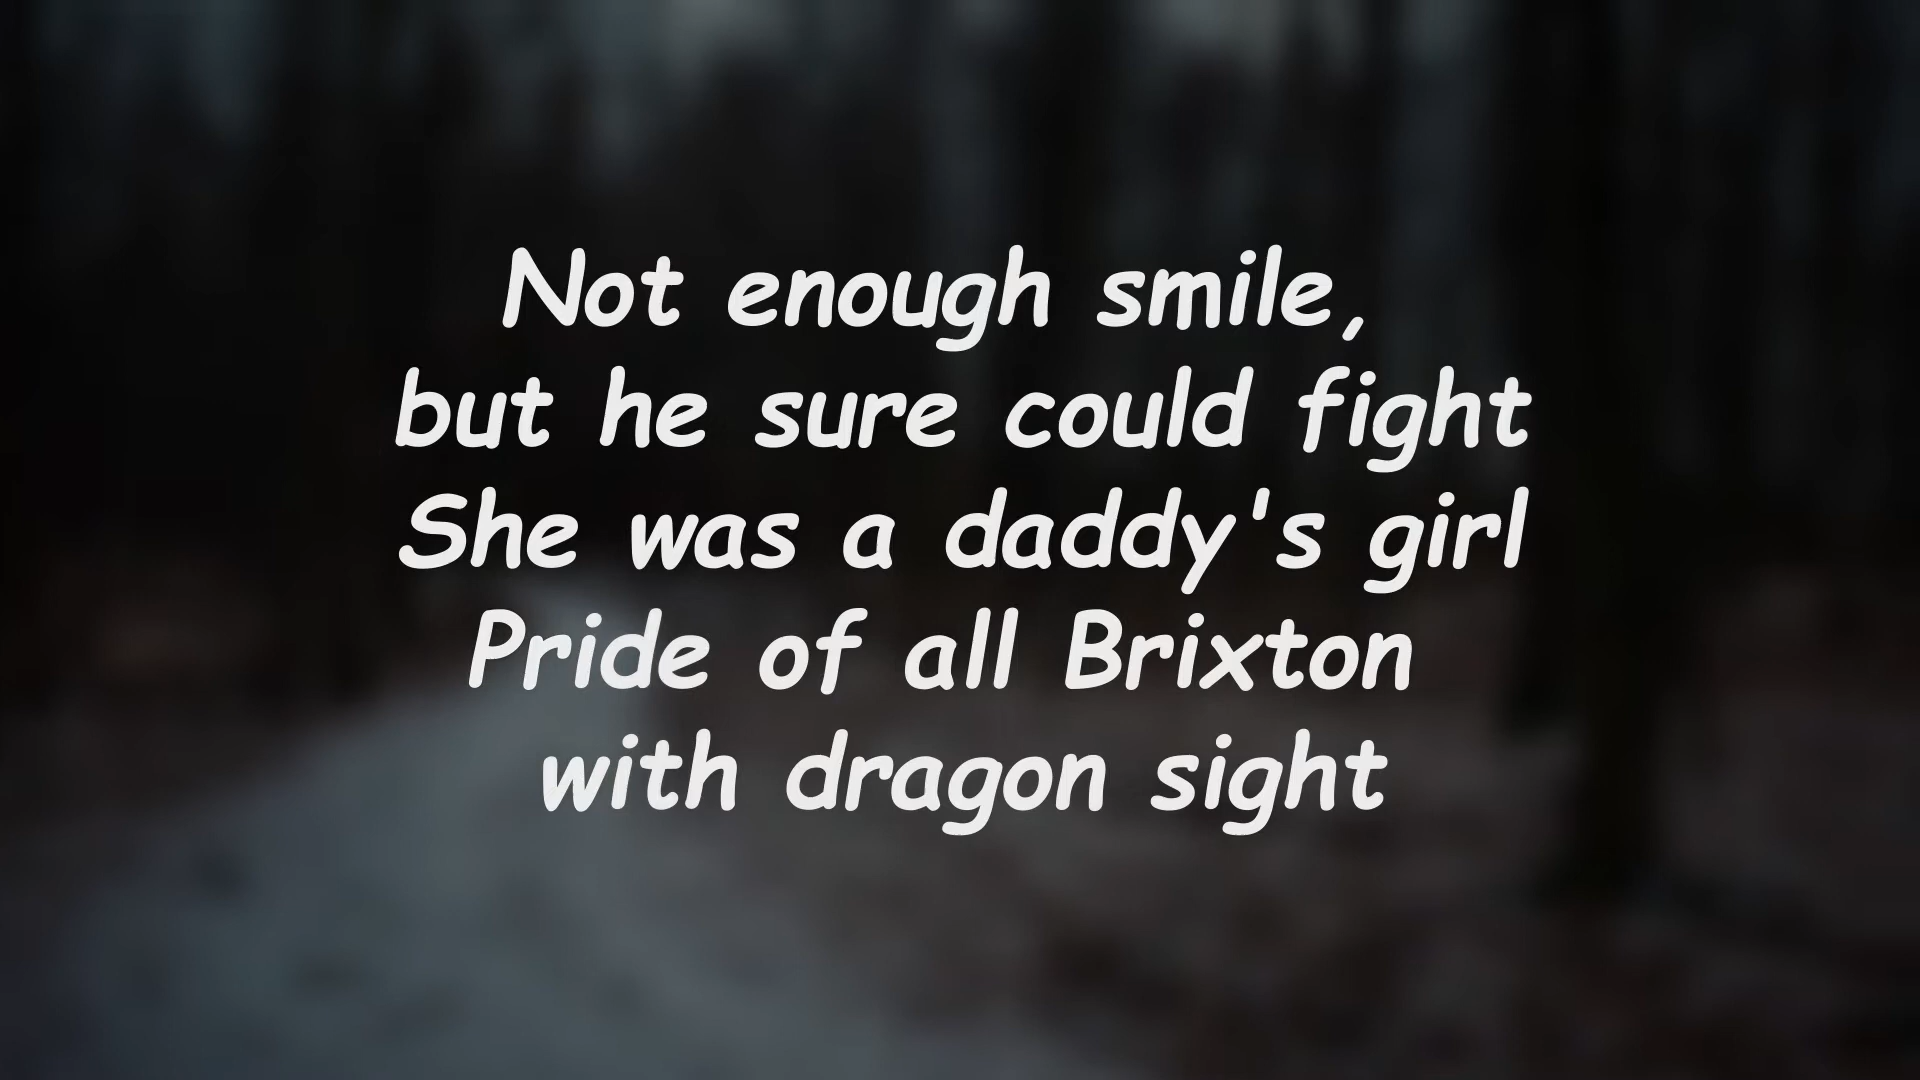 Not enough smile,
but he sure could fight
She was a daddy's girl
Pride of all Brixton
with dragon sight